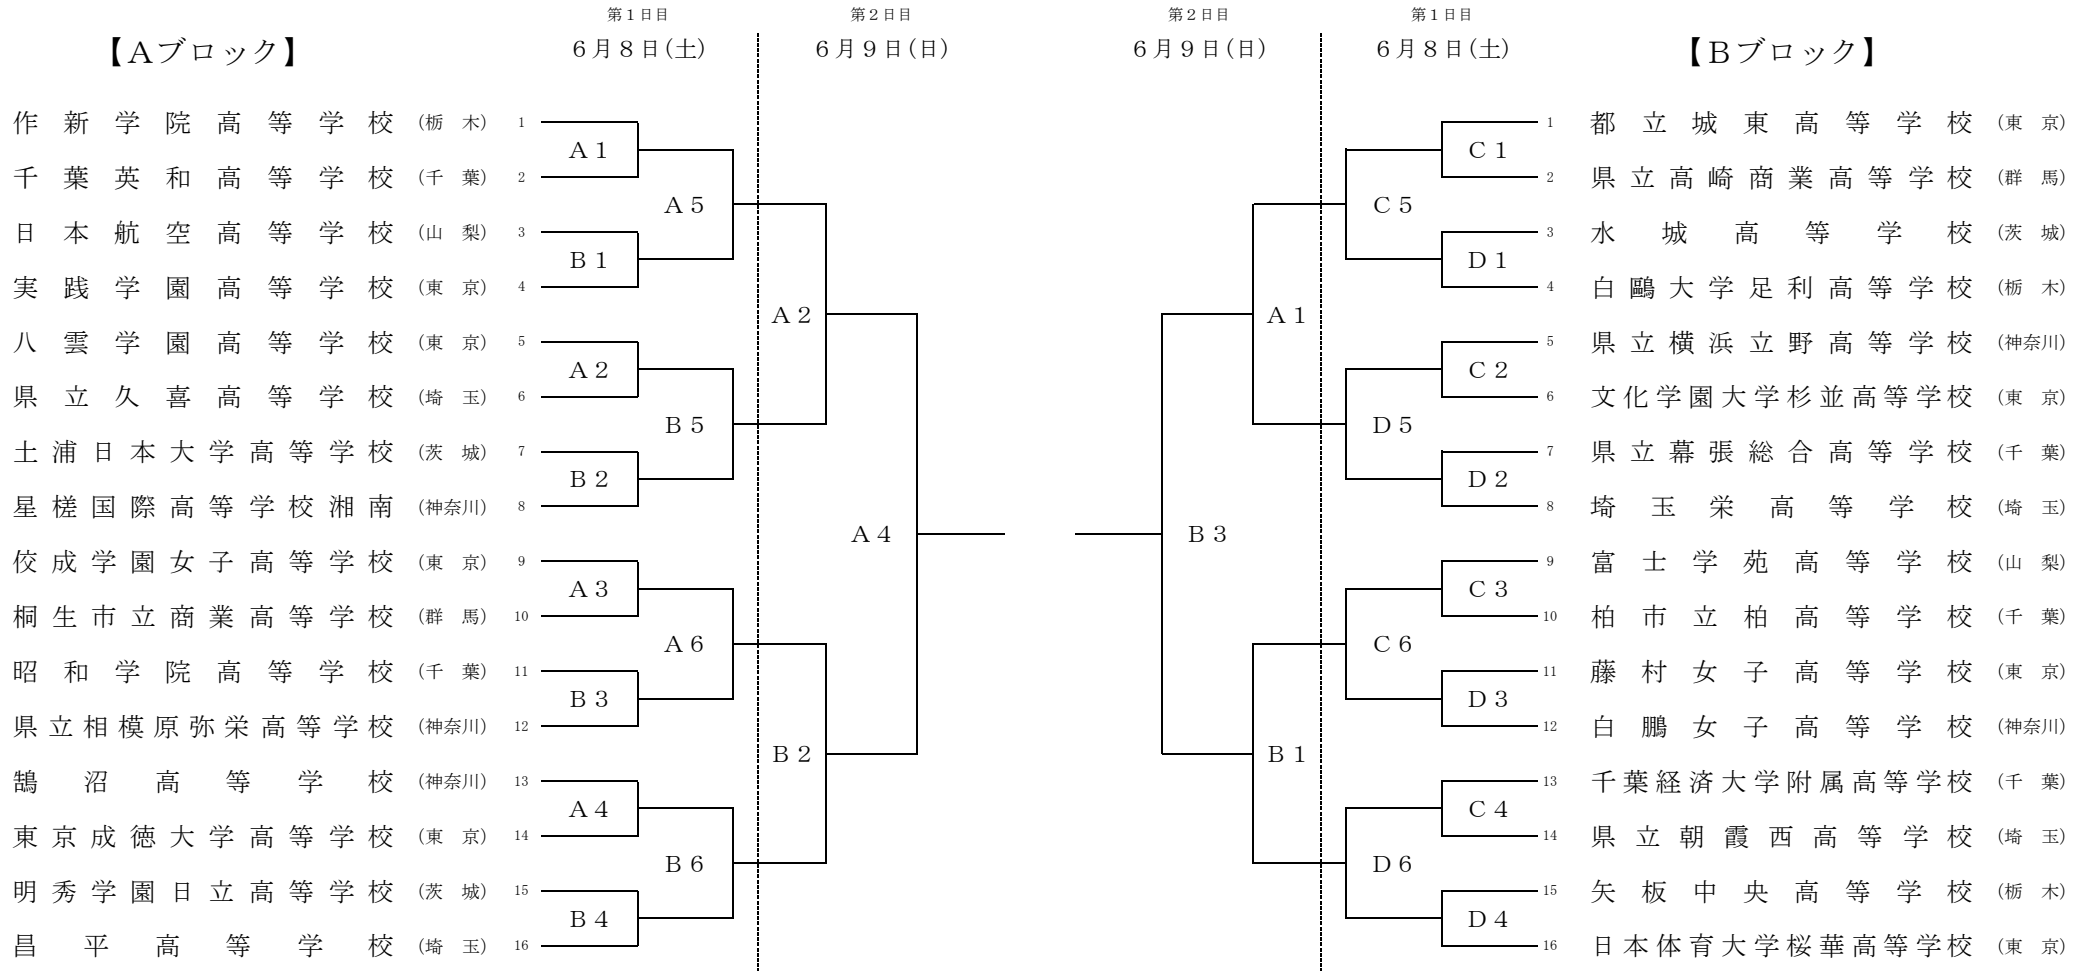 第１日目 第２日目 第２日目 第１日目
【Ａブロック】 ６月８日(土) ６月９日(日) ６月９日(日) ６月８日(土) 【Ｂブロック】
作新学院高等学校 (栃 木) 1 1 都立城東高等学校 (東 京)
Ａ１ Ｃ１
千葉英和高等学校 (千 葉) 2 2 県立高崎商業高等学校 (群 馬)
Ａ５ Ｃ５
日本航空高等学校 (山 梨) 3 3 水城高等学校 (茨 城)
Ｂ１ Ｄ１
実践学園高等学校 (東 京) 4 4 白鷗大学足利高等学校 (栃 木)
Ａ２ Ａ１
八雲学園高等学校 (東 京) 5 5 県立横浜立野高等学校 (神奈川)
Ａ２ Ｃ２
県立久喜高等学校 (埼 玉) 6 6 文化学園大学杉並高等学校 (東 京)
Ｂ５ Ｄ５
土浦日本大学高等学校 (茨 城) 7 7 県立幕張総合高等学校 (千 葉)
Ｂ２ Ｄ２
星槎国際高等学校湘南 (神奈川) 8 8 埼玉栄高等学校 (埼 玉)
Ａ４ Ｂ３
佼成学園女子高等学校 (東 京) 9 9 富士学苑高等学校 (山 梨)
Ａ３ Ｃ３
桐生市立商業高等学校 (群 馬) 10 10 柏市立柏高等学校 (千 葉)
Ａ６ Ｃ６
昭和学院高等学校 (千 葉) 11 11 藤村女子高等学校 (東 京)
Ｂ３ Ｄ３
県立相模原弥栄高等学校 (神奈川) 12 12 白鵬女子高等学校 (神奈川)
Ｂ２ Ｂ１
鵠沼高等学校 (神奈川) 13 13 千葉経済大学附属高等学校 (千 葉)
Ａ４ Ｃ４
東京成徳大学高等学校 (東 京) 14 14 県立朝霞西高等学校 (埼 玉)
Ｂ６ Ｄ６
明秀学園日立高等学校 (茨 城) 15 15 矢板中央高等学校 (栃 木)
Ｂ４ Ｄ４
昌平高等学校 (埼 玉) 16 16 日本体育大学桜華高等学校 (東 京)